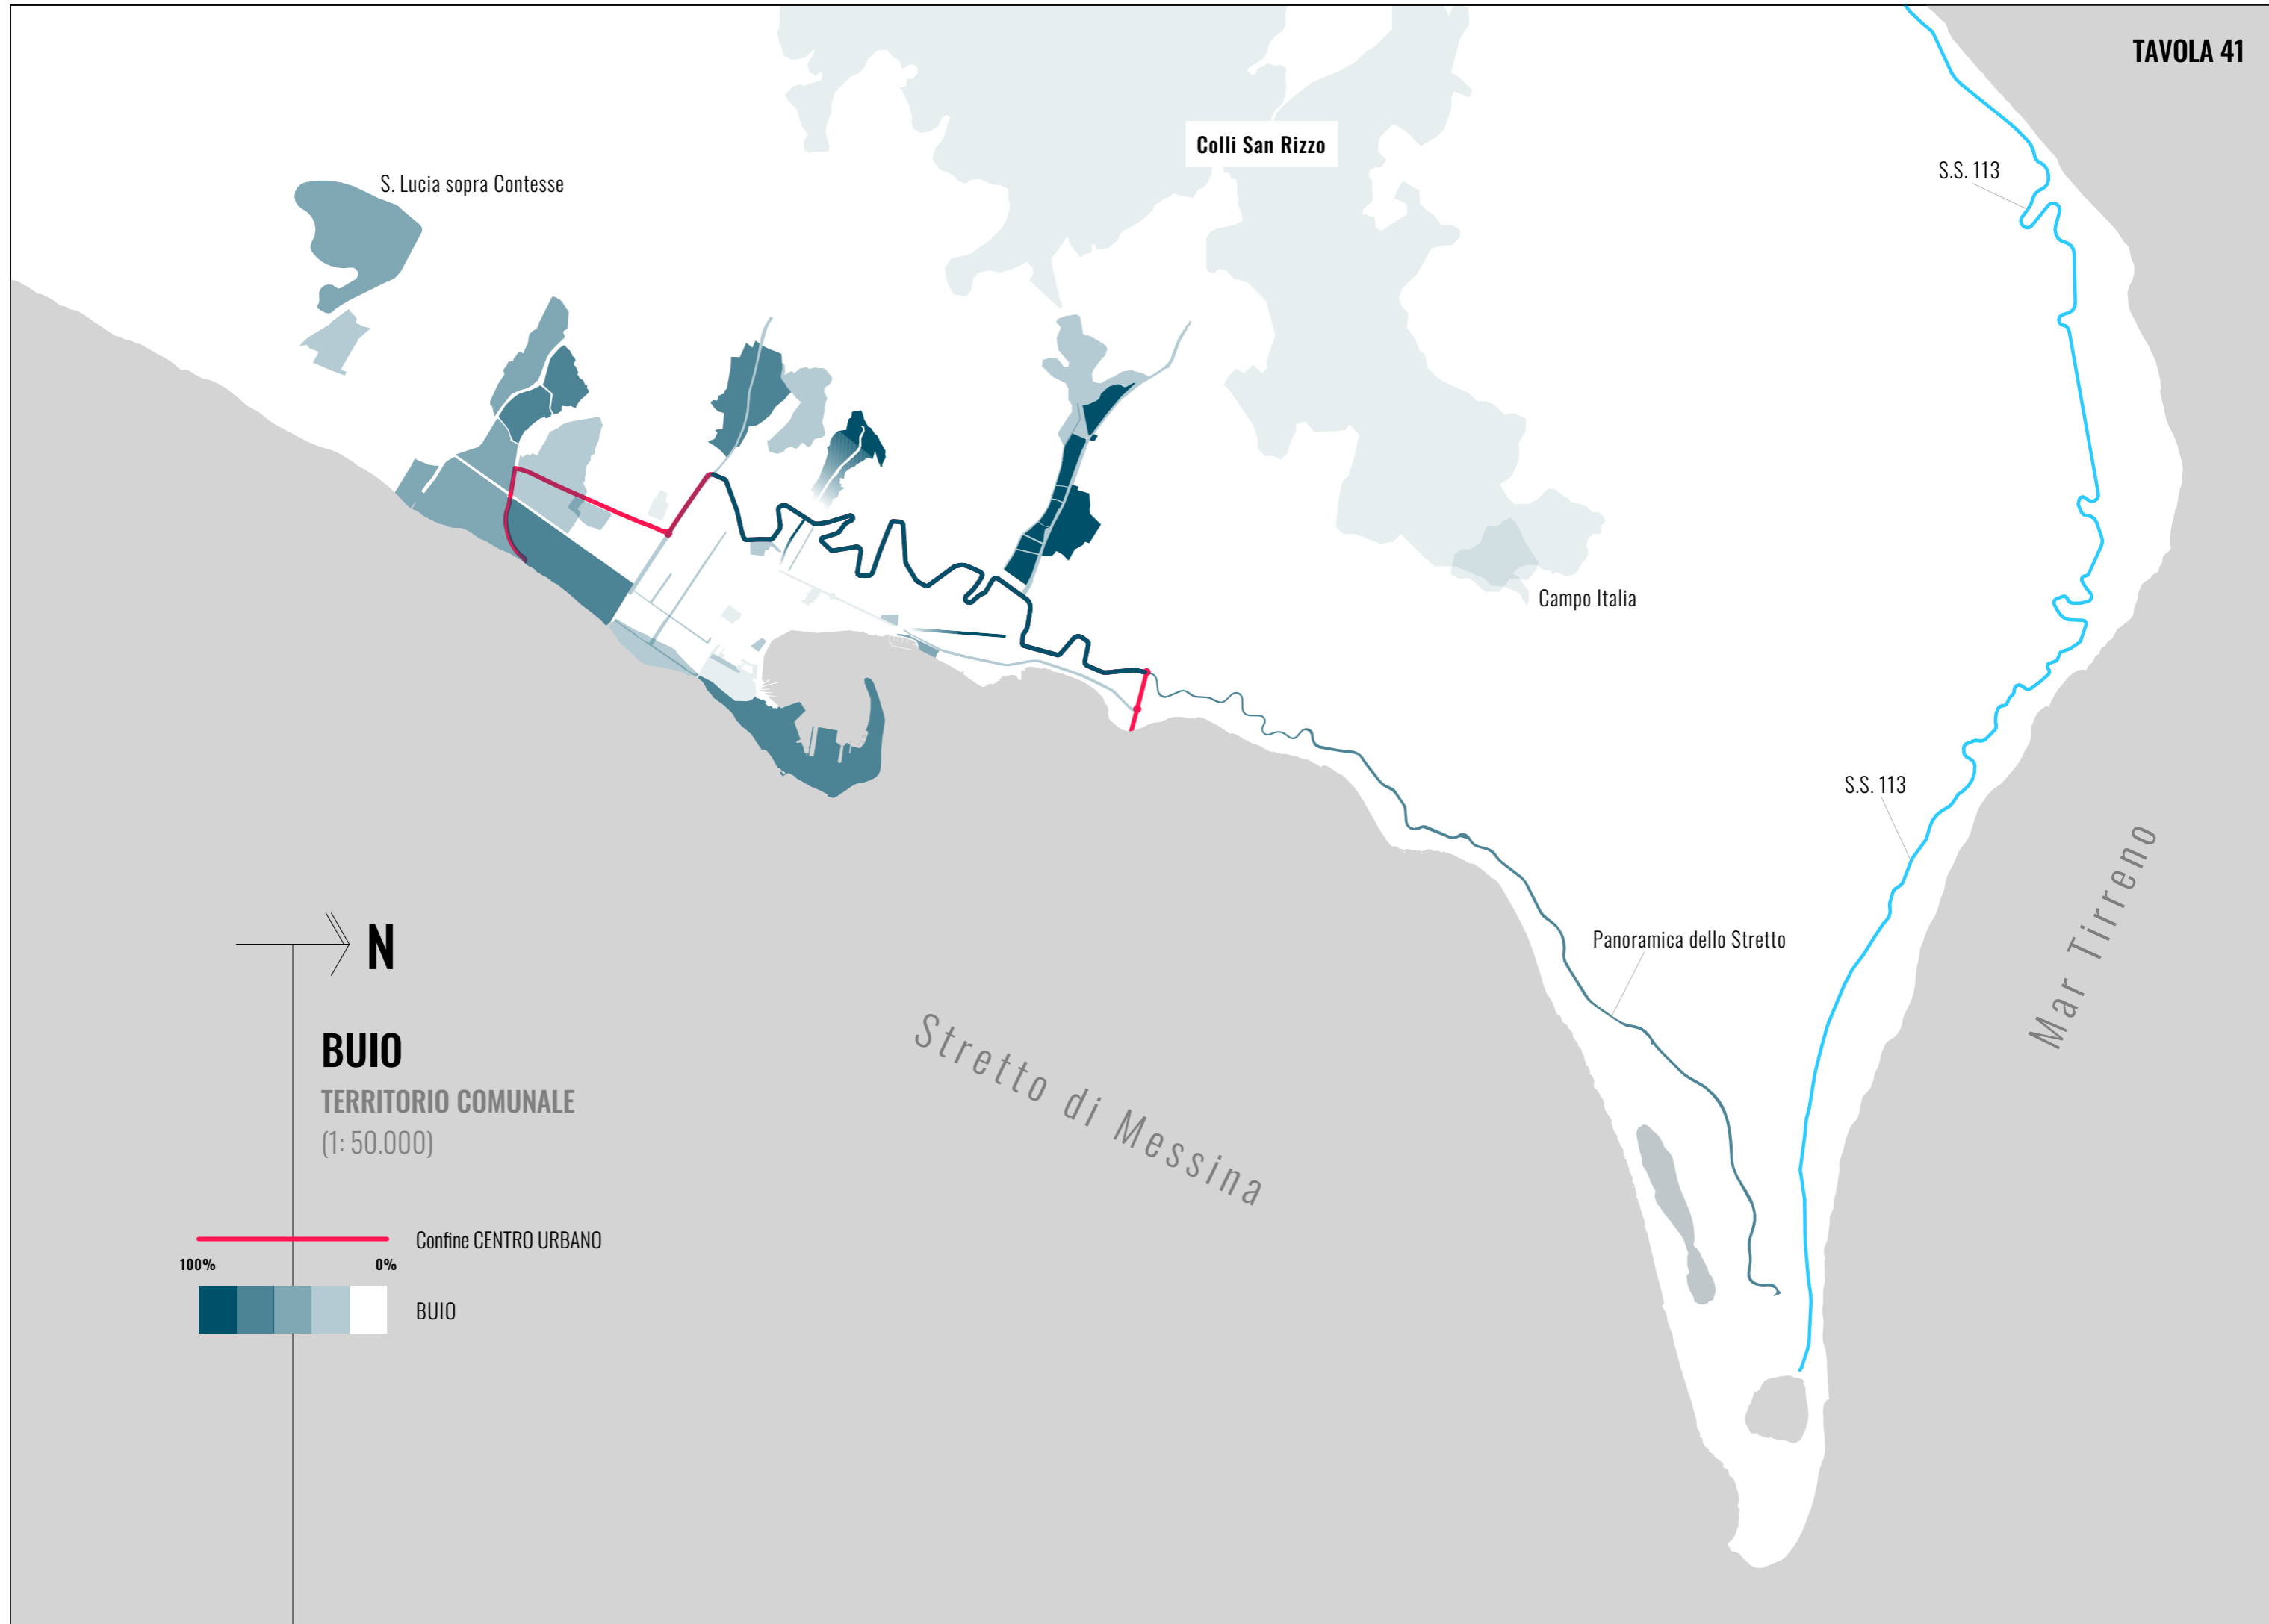 TAVOLA 41
Colli San Rizzo
S.S. 113
S. Lucia sopra Contesse
Campo Italia
S.S. 113
Panoramica dello Stretto
Mar Tirreno
Stretto di Messina
N
BUIO
TERRITORIO COMUNALE
(1: 50.000)
Confine CENTRO URBANO
100% 0%
BUIO